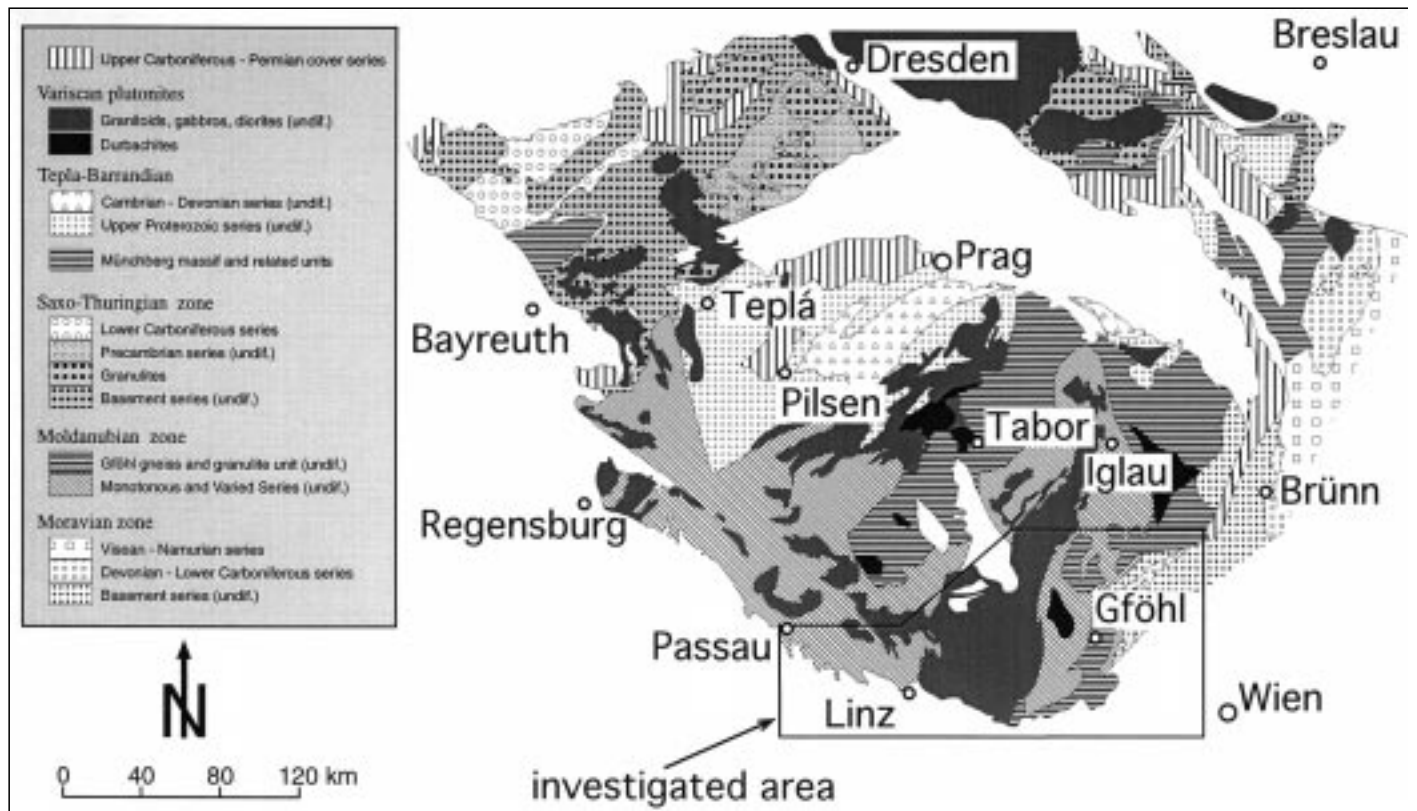 Upper Carboniferous - Permian cover series
Variscan plutonites
Granitoids, gabbros, diorites (undif.)
Durbachites
Tepla-Barrandian
Cambrian - Devonian series (undif.)
Upper Proterozoic series (undif.)
Münchberg massif and related units
Saxo-Thuringian zone
Lower Carboniferous series
Precambrian series (undif.)
Granulites
Basement series (undif.)
Moldanubian zone
Gföhl gneiss and granulite unit (undif.)
Monotonous and Varied Series (undif.)
Moravian zone
Visean - Namurian series
Devonian - Lower Carboniferous series
Basement series (undif.)
N
0 40 80 120 km
Breslau
Dresden
Prag
Teplá
Bayreuth
Pilsen
Tabor
Iglau
Brünn
Regensburg
Gföhl
Passau
Linz
Wien
investigated area